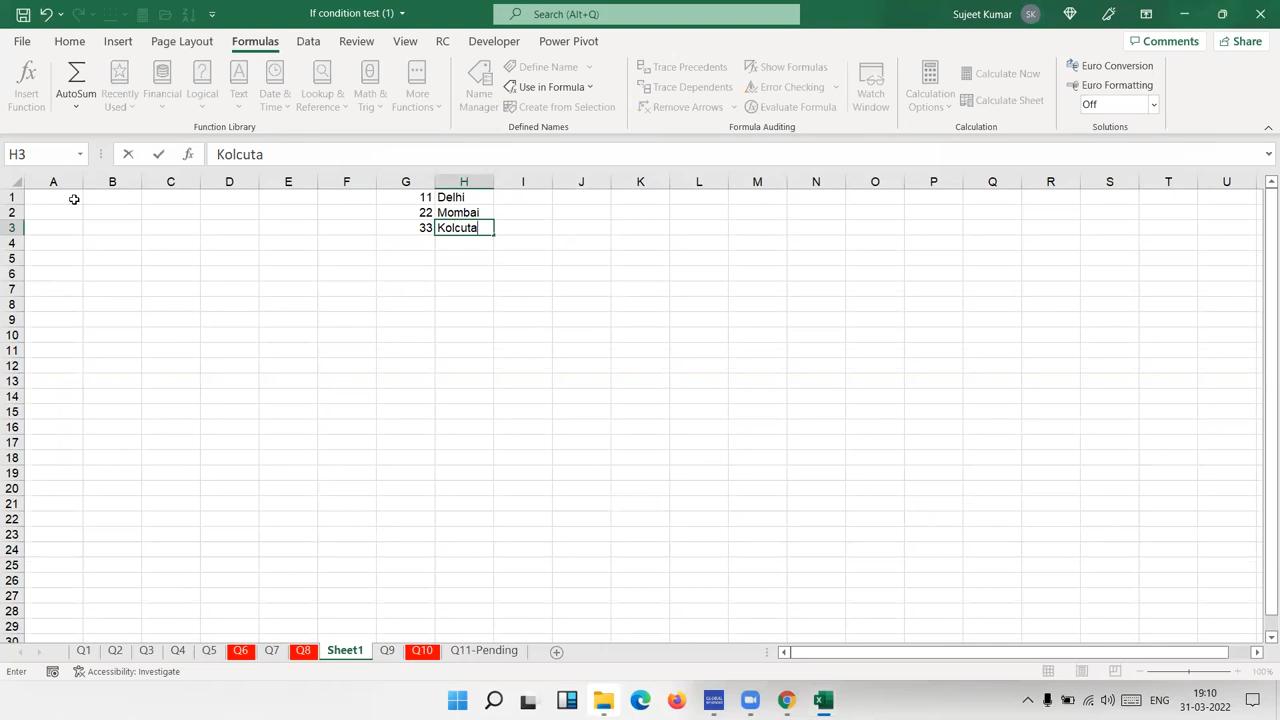 If condition test (1)
Search (Alt+Q)
Sujeet Kumar
SK
File Home Insert Page Layout Formulas Data Review View RC Developer Power Pivot
Comments Share
Insert Function
AutoSum
Recently Used
Financial
Logical
Text
Date & Time
Lookup & Reference
Math & Trig
More Functions
Function Library
Name Manager
Define Name
Use in Formula
Create from Selection
Defined Names
Trace Precedents
Trace Dependents
Remove Arrows
Show Formulas
Error Checking
Evaluate Formula
Formula Auditing
Watch Window
Calculation Options
Calculate Now
Calculate Sheet
Calculation
Euro Conversion
Euro Formatting
Off
Solutions
H3 fx Kolcuta
A B C D E F G H I J K L M N O P Q R S T U
1 11 Delhi
2 22 Mombai
3 33 Kolcuta
4
5
6
7
8
9
10
11
12
13
14
15
16
17
18
19
20
21
22
23
24
25
26
27
28
29
30
Q1 Q2 Q3 Q4 Q5 Q6 Q7 Q8 Sheet1 Q9 Q10 Q11-Pending
Enter Accessibility: Investigate 100%
ENG 19:10
31-03-2022